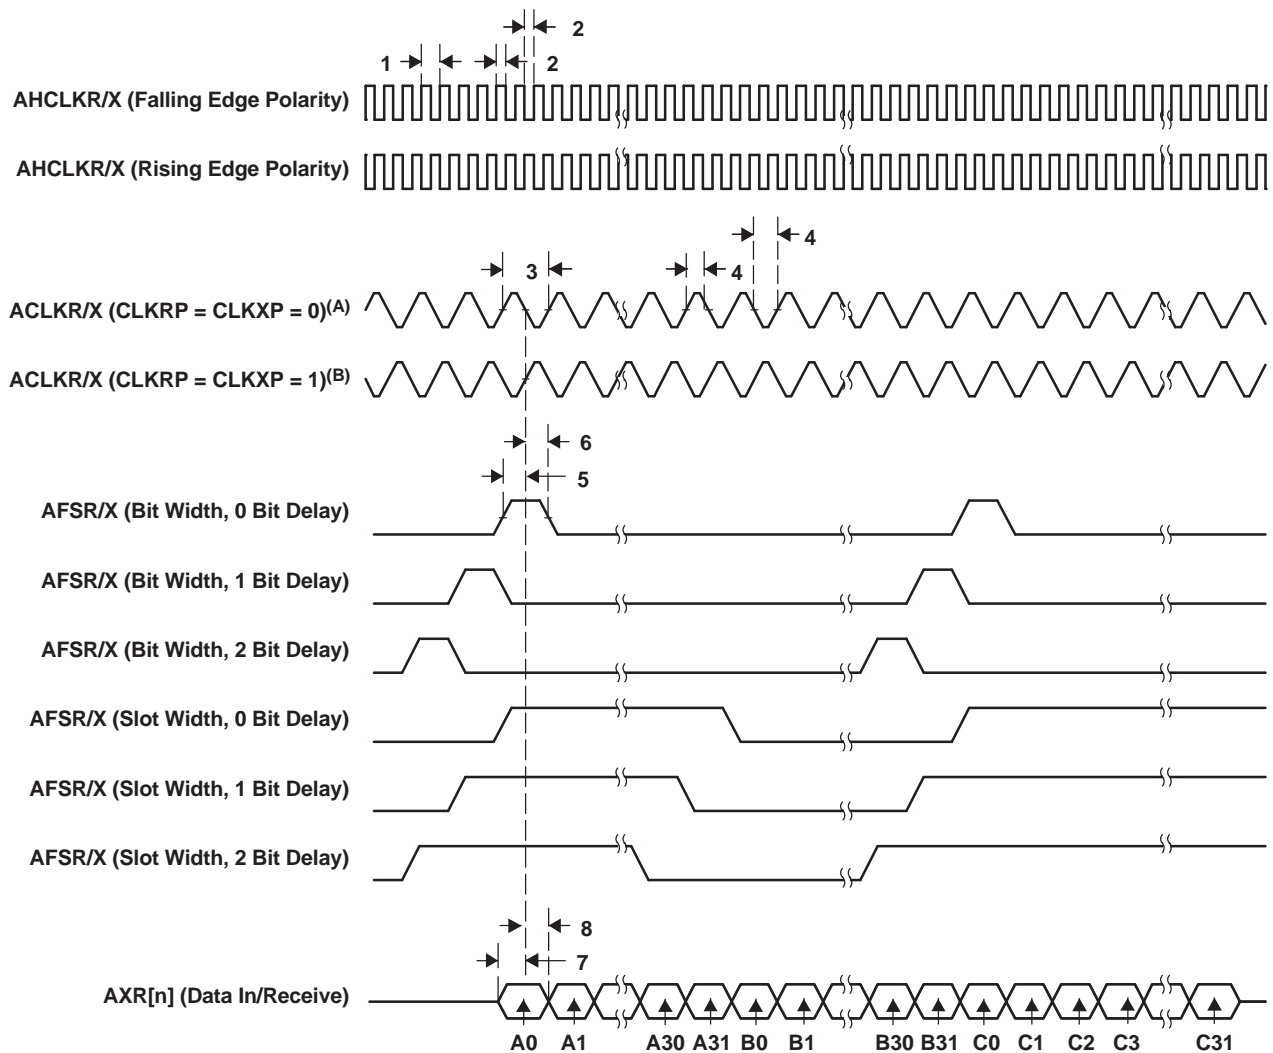 2
1
2
AHCLKR/X (Falling Edge Polarity)
AHCLKR/X (Rising Edge Polarity)
4
3
4
ACLKR/X (CLKRP = CLKXP = 0)(A)
ACLKR/X (CLKRP = CLKXP = 1)(B)
6
5
AFSR/X (Bit Width, 0 Bit Delay)
AFSR/X (Bit Width, 1 Bit Delay)
AFSR/X (Bit Width, 2 Bit Delay)
AFSR/X (Slot Width, 0 Bit Delay)
AFSR/X (Slot Width, 1 Bit Delay)
AFSR/X (Slot Width, 2 Bit Delay)
8
7
AXR[n] (Data In/Receive)
A0 A1 A30 A31 B0 B1 B30 B31 C0 C1 C2 C3 C31